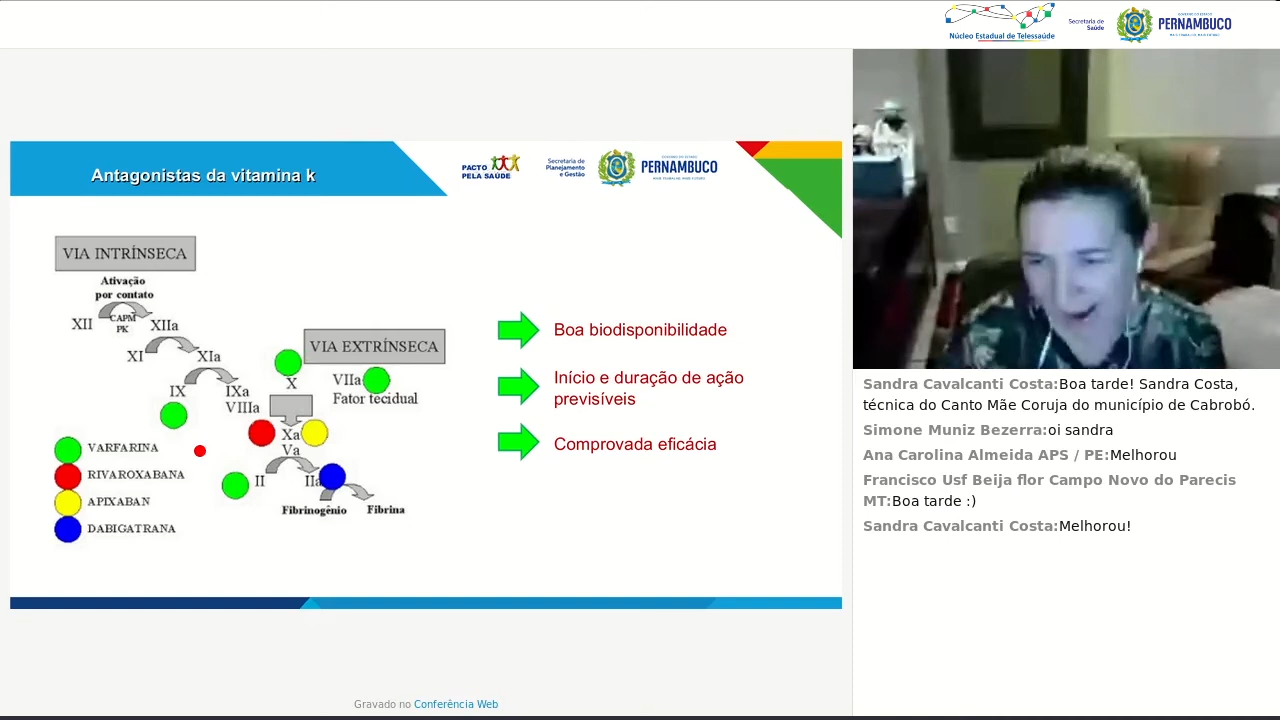 Núcleo Estadual de Telessaúde
Secretaria de
Saúde
PERNAMBUCO
Antagonistas da vitamina k
PACTO
PELA SAÚDE
Secretaria de
Planejamento
e Gestão
PERNAMBUCO
VIA INTRÍNSECA
Ativação
por contato
CAPM
PK
XII
XIIa
XI
XIa
IX
IXa
VIIIa
VIA EXTRÍNSECA
X
VIIa
Fator tecidual
Xa
Va
II
IIa
Fibrinogênio
Fibrina
VARFARINA
RIVAROXABANA
APIXABAN
DABIGATRANA
Boa biodisponibilidade
Início e duração de ação
previsíveis
Comprovada eficácia
Sandra Cavalcanti Costa:Boa tarde! Sandra Costa,
técnica do Canto Mãe Coruja do município de Cabrobó.
Simone Muniz Bezerra:oi sandra
Ana Carolina Almeida APS / PE:Melhorou
Francisco Usf Beija flor Campo Novo do Parecis
MT:Boa tarde :)
Sandra Cavalcanti Costa:Melhorou!
Gravado no Conferência Web